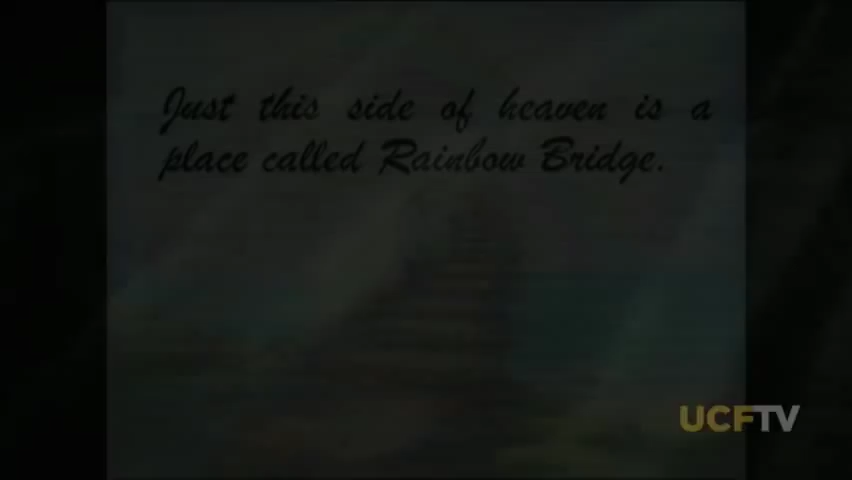 Just this side of heaven is a
place called Rainbow Bridge.
UCFTV